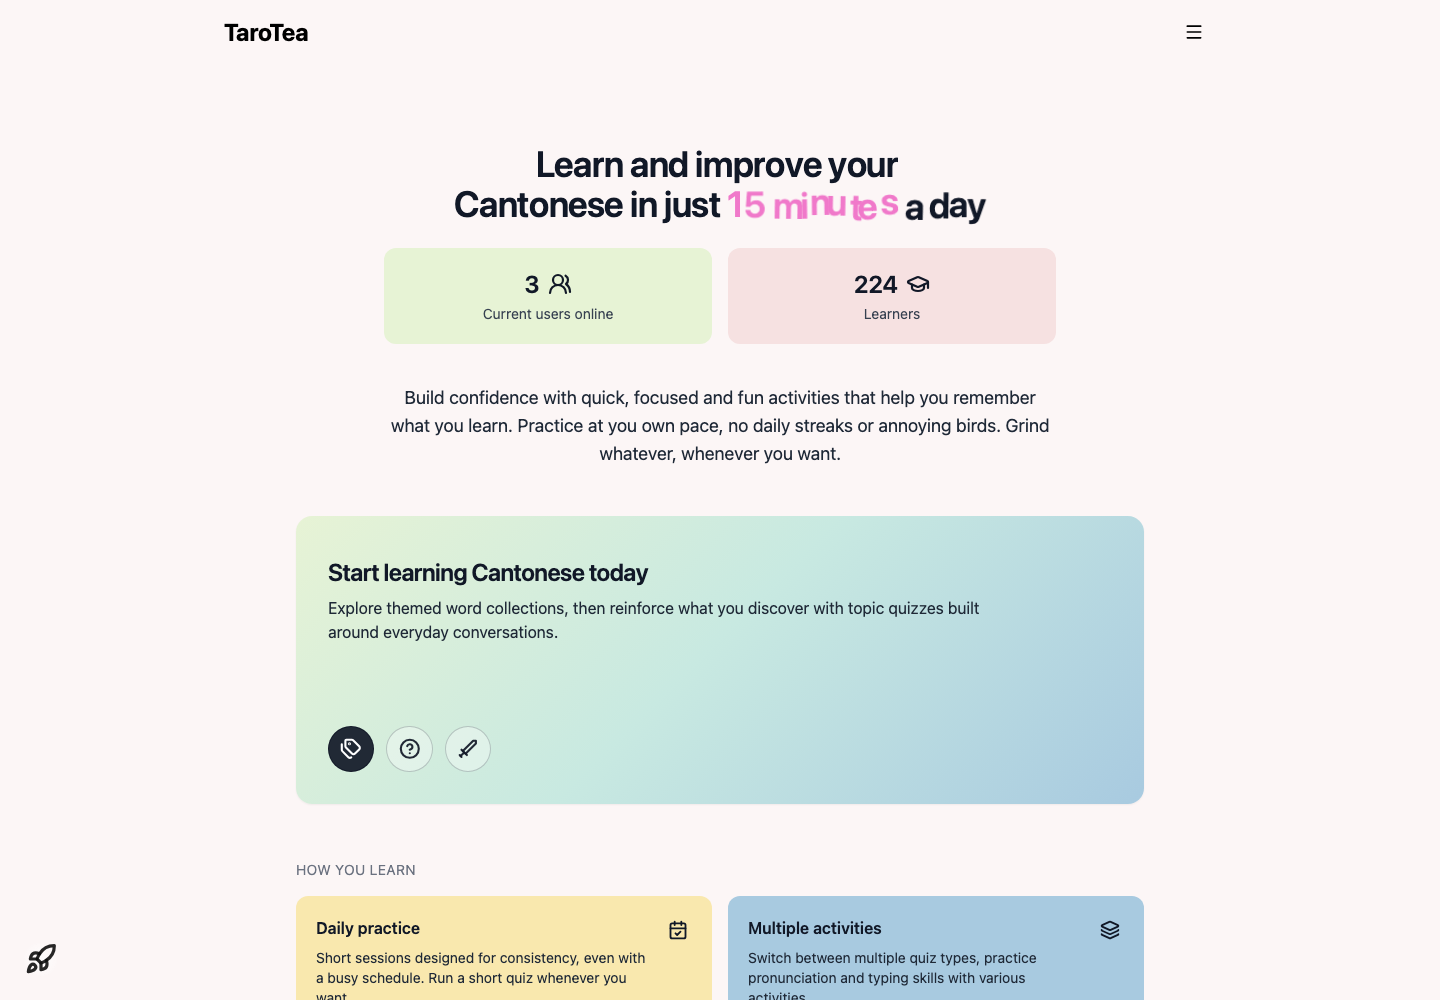 TaroTea
Learn and improve your
Cantonese in just 15 minutes a day
3
Current users online
224
Learners
Build confidence with quick, focused and fun activities that help you remember
what you learn. Practice at you own pace, no daily streaks or annoying birds. Grind
whatever, whenever you want.
Start learning Cantonese today
Explore themed word collections, then reinforce what you discover with topic quizzes built
around everyday conversations.
HOW YOU LEARN
Daily practice
Short sessions designed for consistency, even with
a busy schedule. Run a short quiz whenever you
want.
Multiple activities
Switch between multiple quiz types, practice
pronunciation and typing skills with various
activities.